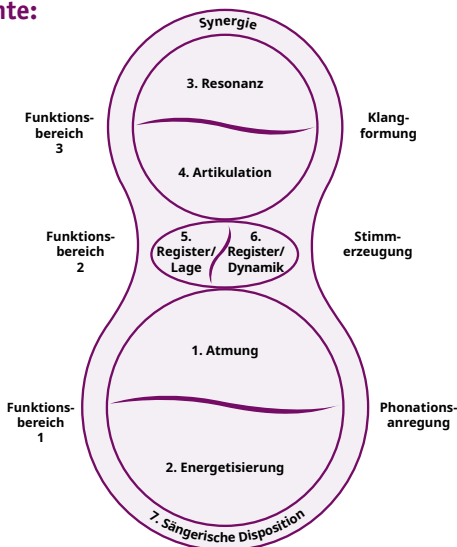 nte:
Synergie
3. Resonanz
Funktions-
bereich
3
Klang-
formung
4. Artikulation
Funktions-
bereich
2
5.
Register/
Lage
6.
Register/
Dynamik
Stimm-
erzeugung
1. Atmung
Funktions-
bereich
1
Phonations-
anregung
2. Energetisierung
7. Sängerische Disposition